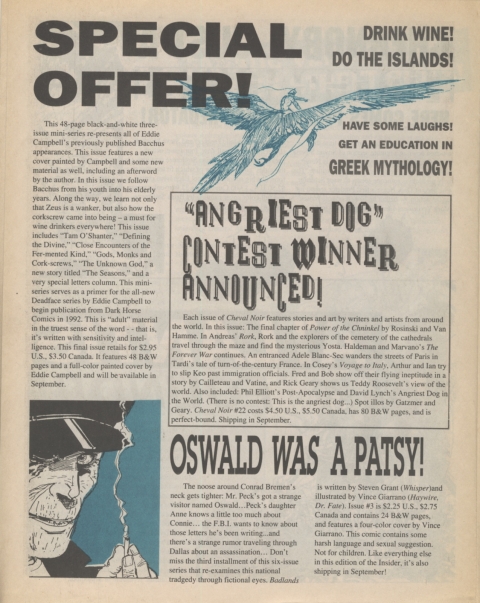 SPECIAL
OFFER!
DRINK WINE!
DO THE ISLANDS!
HAVE SOME LAUGHS!
GET AN EDUCATION IN
GREEK MYTHOLOGY!
This 48-page black-and-white three-
issue mini-series re-presents all of Eddie
Campbell's previously published Bacchus
appearances. This issue features a new
cover painted by Campbell and some new
material as well, including an afterword
by the author. In this issue we follow
Bacchus from his youth into his elderly
years. Along the way, we learn not only
that Zeus is a wanker, but also how the
corkscrew came into being – a must for
wine drinkers everywhere! This issue
includes "Tam O'Shanter," "Defining
the Divine," "Close Encounters of the
Fer-mented Kind," "Gods, Monks and
Cork-screws," "The Unknown God," a
new story titled "The Seasons," and a
very special letters column. This mini-
series serves as a primer for the all-new
Deadface series by Eddie Campbell to
begin publication from Dark Horse
Comics in 1992. This is "adult" material
in the truest sense of the word - - that is,
it's written with sensitivity and intel-
ligence. This final issue retails for $2.95
U.S., $3.50 Canada. It features 48 B&W
pages and a full-color painted cover by
Eddie Campbell and will be available in
September.
"ANGRIEST DOG"
CONTEST WINNER
ANNOUNCED!
Each issue of Cheval Noir features stories and art by writers and artists from around
the world. In this issue: The final chapter of Power of the Chninkel by Rosinski and Van
Hamme. In Andreas' Rork, Rork and the explorers of the cemetery of the cathedrals
travel through the maze and find the mysterious Yosta. Haldeman and Marvano's The
Forever War continues. An entranced Adele Blanc-Sec wanders the streets of Paris in
Tardi's tale of turn-of-the-century France. In Cosey's Voyage to Italy, Arthur and Ian try
to slip Keo past immigration officials. Fred and Bob show off their flying ineptitude in a
story by Cailleteau and Vatine, and Rick Geary shows us Teddy Roosevelt's view of the
world. Also included: Phil Elliott's Post-Apocalypse and David Lynch's Angriest Dog in
the World. (There is no contest: This is the angriest dog...) Spot illos by Gatzmer and
Geary. Cheval Noir #22 costs $4.50 U.S., $5.50 Canada, has 80 B&W pages, and is
perfect-bound. Shipping in September.
OSWALD WAS A PATSY!
The noose around Conrad Bremen's
neck gets tighter: Mr. Peck's got a strange
visitor named Oswald…Peck's daughter
Anne knows a little too much about
Connie… the F.B.I. wants to know about
those letters he's been writing...and
there's a strange rumor traveling through
Dallas about an assassination… Don't
miss the third installment of this six-issue
series that re-examines this national
tradgedy through fictional eyes. Badlands
is written by Steven Grant (Whisper)and
illustrated by Vince Giarrano (Haywire,
Dr. Fate). Issue #3 is $2.25 U.S., $2.75
Canada and contains 24 B&W pages,
and features a four-color cover by Vince
Giarrano. This comic contains some
harsh language and sexual suggestion.
Not for children. Like everything else
in this edition of the Insider, it's also
shipping in September!